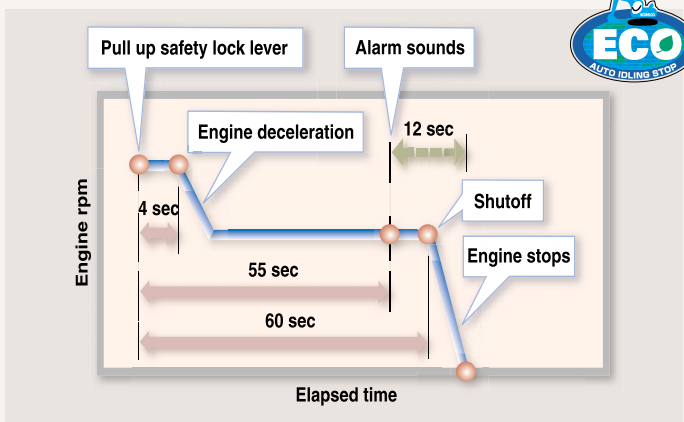 Pull up safety lock lever
Alarm sounds
ECO
AUTO IDLING STOP
12 sec
Engine deceleration
4 sec
Shutoff
Engine rpm
Engine stops
55 sec
60 sec
Elapsed time